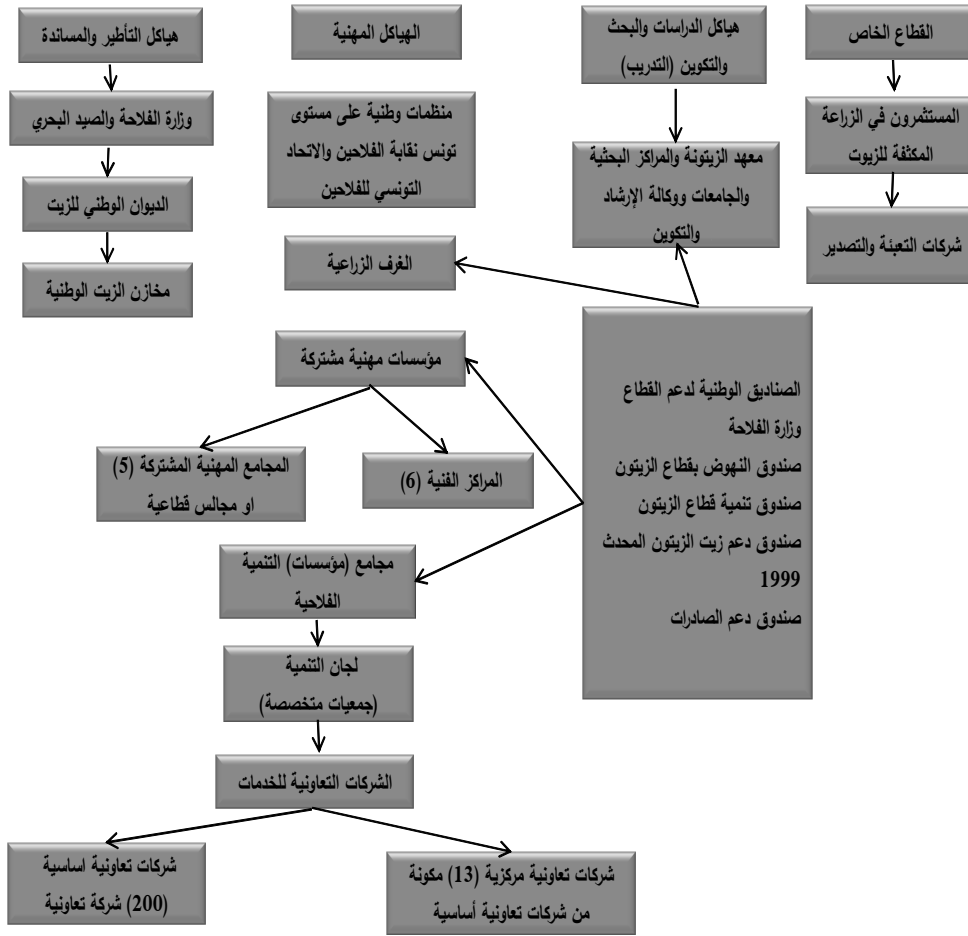 القطاع الخاص
المستثمرون في الزراعة
المكثفة للزيوت
شركات التعبئة والتصدير
هياكل الدراسات والبحث
والتكوين (التدريب)
معهد الزيتونة والمراكز البحثية
والجامعات ووكالة الإرشاد
والتكوين
الصناديق الوطنية لدعم القطاع
وزارة الفلاحة
صندوق النهوض بقطاع الزيتون
صندوق تنمية قطاع الزيتون
صندوق دعم زيت الزيتون المحدث
1999
صندوق دعم الصادرات
الهياكل المهنية
منظمات وطنية على مستوى
تونس نقابة الفلاحين والاتحاد
التونسي للفلاحين
الغرف الزراعية
مؤسسات مهنية مشتركة
المراكز الفنية (6)
المجامع المهنية المشتركة (5)
او مجالس قطاعية
مجامع (مؤسسات) التنمية
الفلاحية
لجان التنمية
(جمعيات متخصصة)
الشركات التعاونية للخدمات
شركات تعاونية مركزية (13) مكونة
من شركات تعاونية أساسية
شركات تعاونية اساسية
(200) شركة تعاونية
هياكل التأطير والمساندة
وزارة الفلاحة والصيد البحري
الديوان الوطني للزيت
مخازن الزيت الوطنية